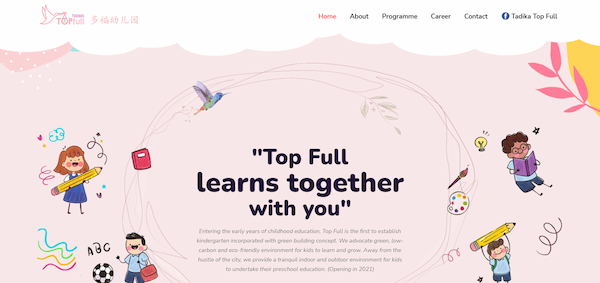 TADIKA
TOPfull 多福幼儿园
Home About Programme Career Contact Tadika Top Full
"Top Full
learns together
with you"
Entering the early years of childhood education, Top Full is the first to establish
kindergarten incorporated with green building concept. We advocate green, low-
carbon and eco-friendly environment for kids to learn and grow. Away from the
hustle of the city, we provide a tranquil indoor and outdoor environment for kids
to undertake their preschool education. (Opening in 2021)
ABC